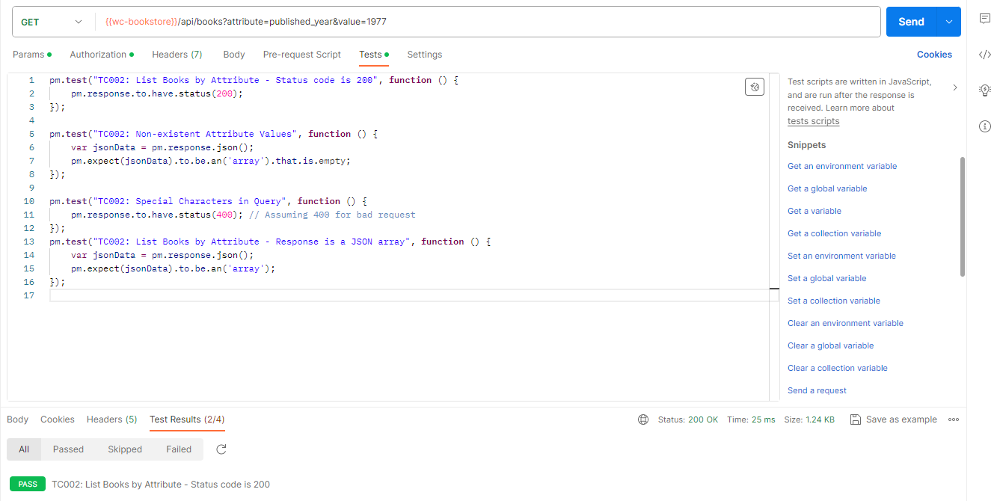 GET {{wc-bookstore}}/api/books?attribute=published_year&value=1977 Send
Params Authorization Headers (7) Body Pre-request Script Tests Settings Cookies
1 pm.test("TC002: List Books by Attribute - Status code is 200", function () {
2 pm.response.to.have.status(200);
3 });
4
5 pm.test("TC002: Non-existent Attribute Values", function () {
6 var jsonData = pm.response.json();
7 pm.expect(jsonData).to.be.an('array').that.is.empty;
8 });
9
10 pm.test("TC002: Special Characters in Query", function () {
11 pm.response.to.have.status(400); // Assuming 400 for bad request
12 });
13 pm.test("TC002: List Books by Attribute - Response is a JSON array", function () {
14 var jsonData = pm.response.json();
15 pm.expect(jsonData).to.be.an('array');
16 });
17
Test scripts are written in JavaScript,
and are run after the response is
received. Learn more about
tests scripts
Snippets
Get an environment variable
Get a global variable
Get a variable
Get a collection variable
Set an environment variable
Set a global variable
Set a collection variable
Clear an environment variable
Clear a global variable
Clear a collection variable
Send a request
Body Cookies Headers (5) Test Results (2/4) Status: 200 OK Time: 25 ms Size: 1.24 KB Save as example
All Passed Skipped Failed
PASS TC002: List Books by Attribute - Status code is 200